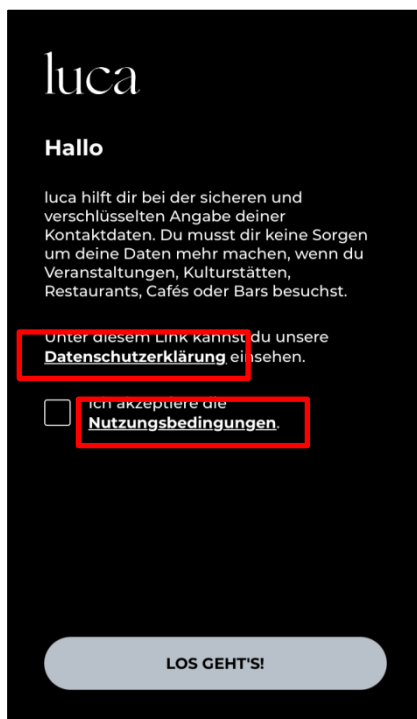 luca
Hallo
luca hilft dir bei der sicheren und
verschlüsselten Angabe deiner
Kontaktdaten. Du musst dir keine Sorgen
um deine Daten mehr machen, wenn du
Veranstaltungen, Kulturstätten,
Restaurants, Cafés oder Bars besuchst.
Unter diesem Link kannst du unsere
Datenschutzerklärung einsehen.
Ich akzeptiere die
Nutzungsbedingungen.
LOS GEHT'S!